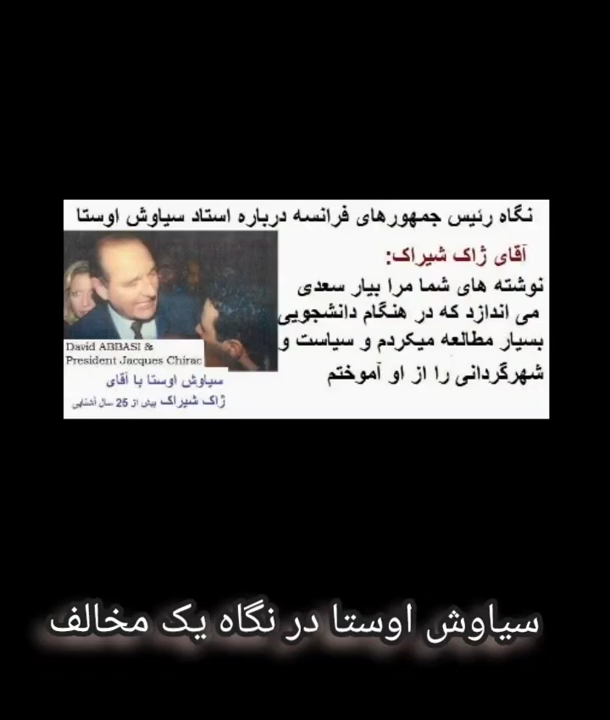 نگاه رئیس جمهورهای فرانسه درباره استاد سیاوش اوستا
آقای ژاک شیراک:
نوشته های شما مرا بیار سعدی
می اندازد که در هنگام دانشجویی
بسیار مطالعه میکردم و سیاست و
شهرگردانی را از او آموختم
David ABBASI &
President Jacques Chirac
سیاوش اوستا با آقای
ژاک شیراک بیش از 25 سال آشنایی
سیاوش اوستا در نگاه یک مخالف